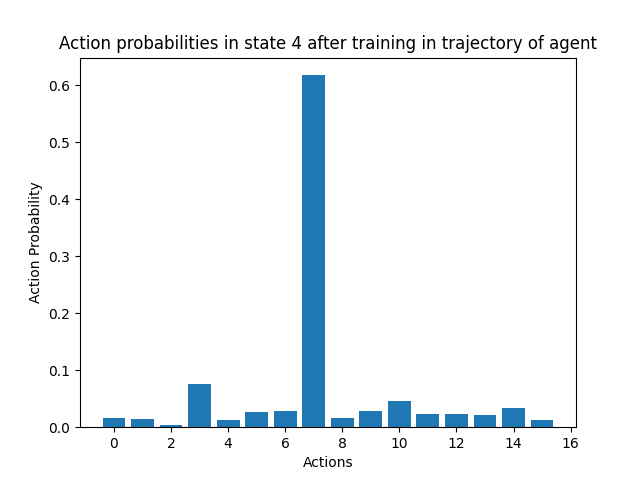 Action probabilities in state 4 after training in trajectory of agent
0.6
0.5
0.4
0.3
0.2
0.1
0.0
Action Probability
0 2 4 6 8 10 12 14 16
Actions